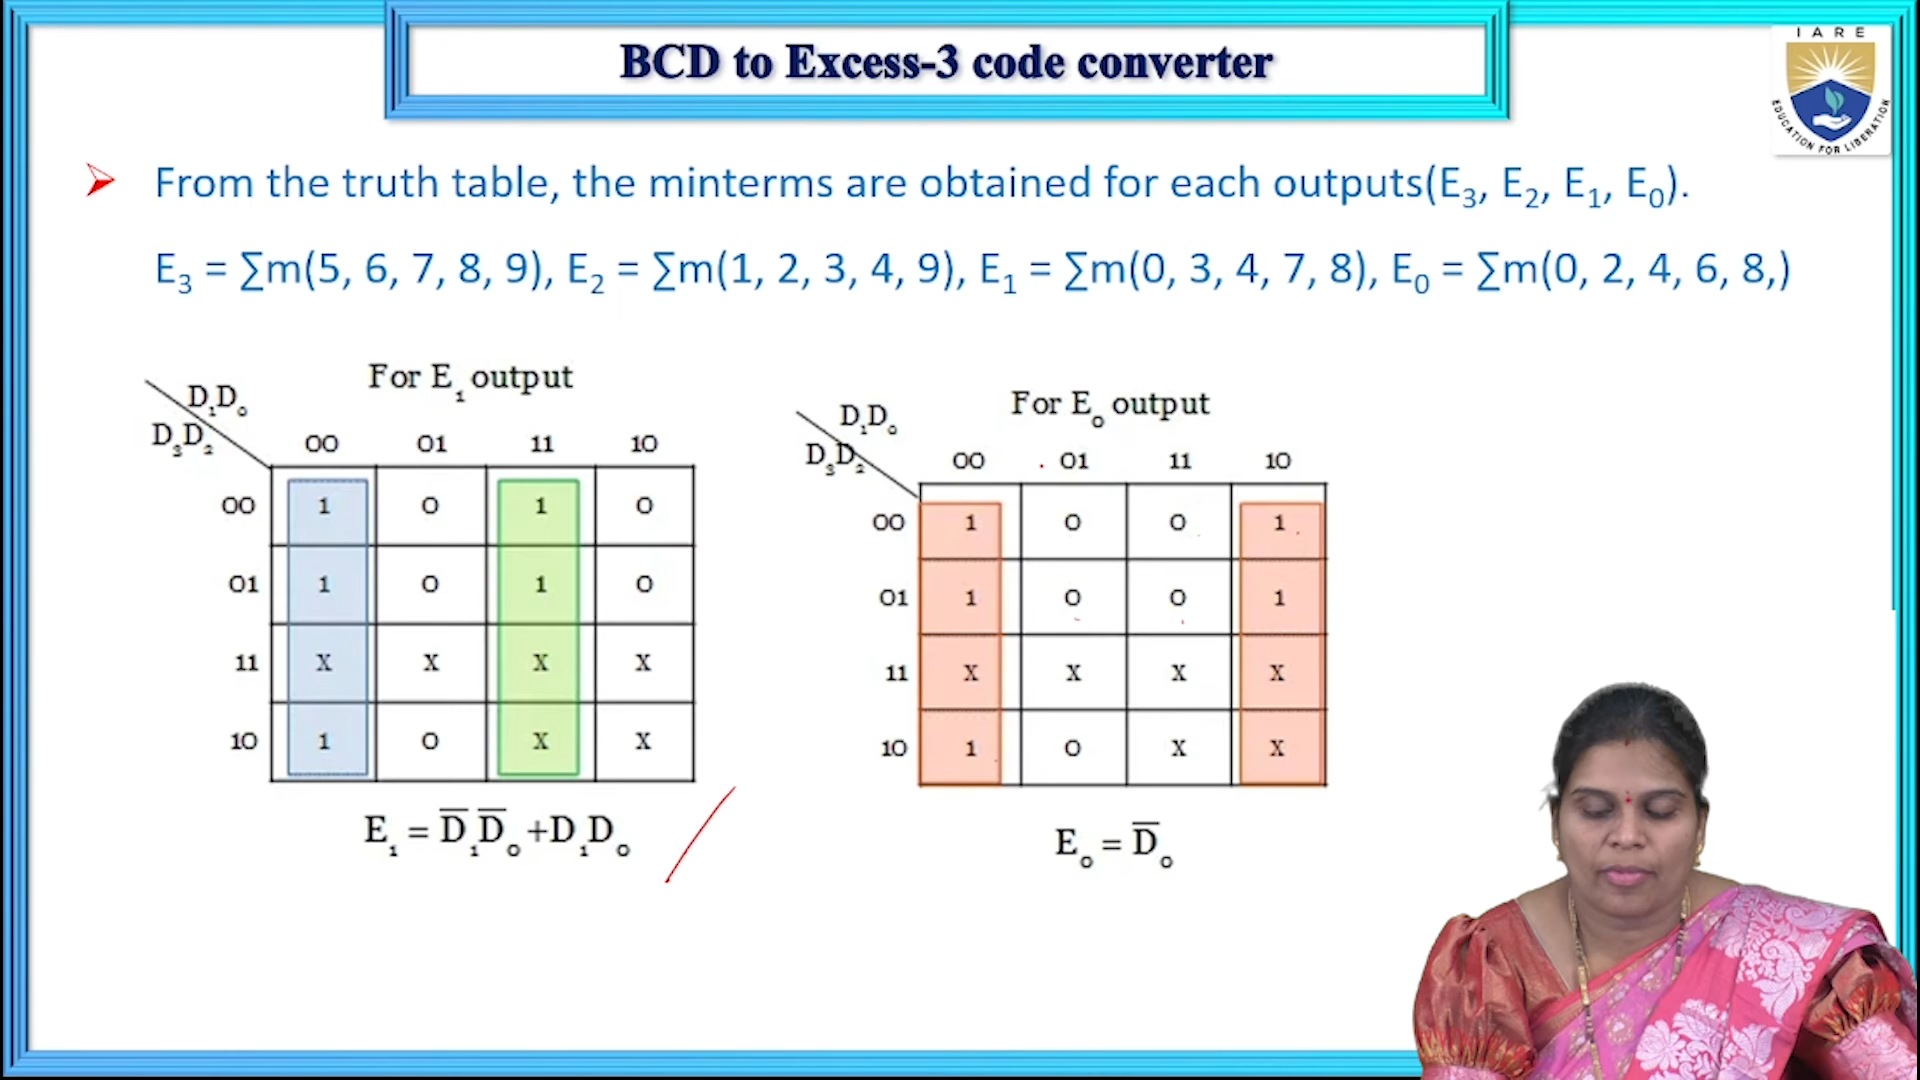 BCD to Excess-3 code converter
IARE
EDUCATION FOR LIBERATION
➢ From the truth table, the minterms are obtained for each outputs(E₃, E₂, E₁, E₀).
E₃ = ∑m(5, 6, 7, 8, 9), E₂ = ∑m(1, 2, 3, 4, 9), E₁ = ∑m(0, 3, 4, 7, 8), E₀ = ∑m(0, 2, 4, 6, 8,)
For E₁ output
D₁D₀
D₃D₂
00 01 11 10
00 1 0 1 0
01 1 0 1 0
11 X X X X
10 1 0 X X
E₁ = D̅₁D̅₀ +D₁D₀
For E₀ output
D₁D₀
D₃D₂
00 01 11 10
00 1 0 0 1
01 1 0 0 1
11 X X X X
10 1 0 X X
E₀ = D̅₀